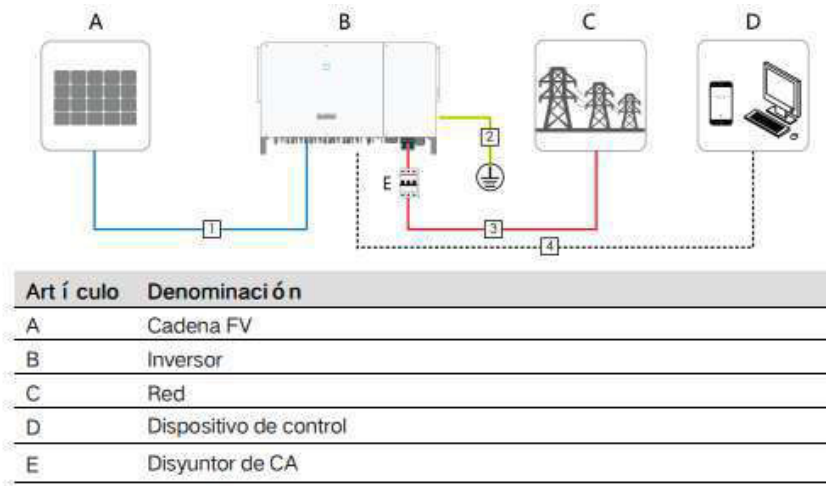 A B C D
2
E
1 3
4
Art í culo Denominaci ó n
A Cadena FV
B Inversor
C Red
D Dispositivo de control
E Disyuntor de CA